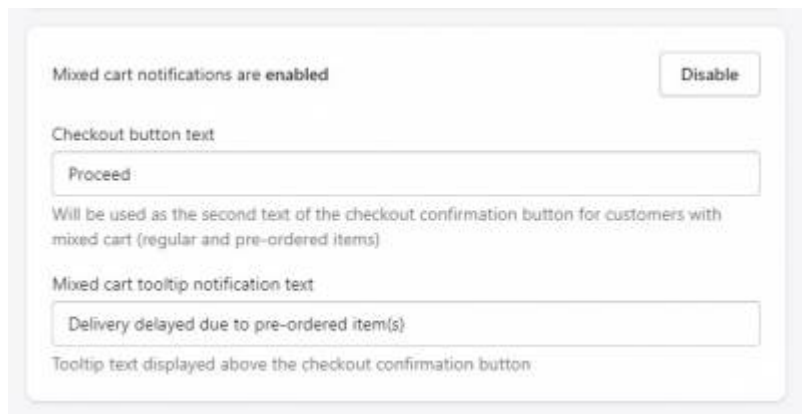 Mixed cart notifications are enabled
Disable
Checkout button text
Proceed
Will be used as the second text of the checkout confirmation button for customers with
mixed cart (regular and pre-ordered items)
Mixed cart tooltip notification text
Delivery delayed due to pre-ordered item(s)
Tooltip text displayed above the checkout confirmation button